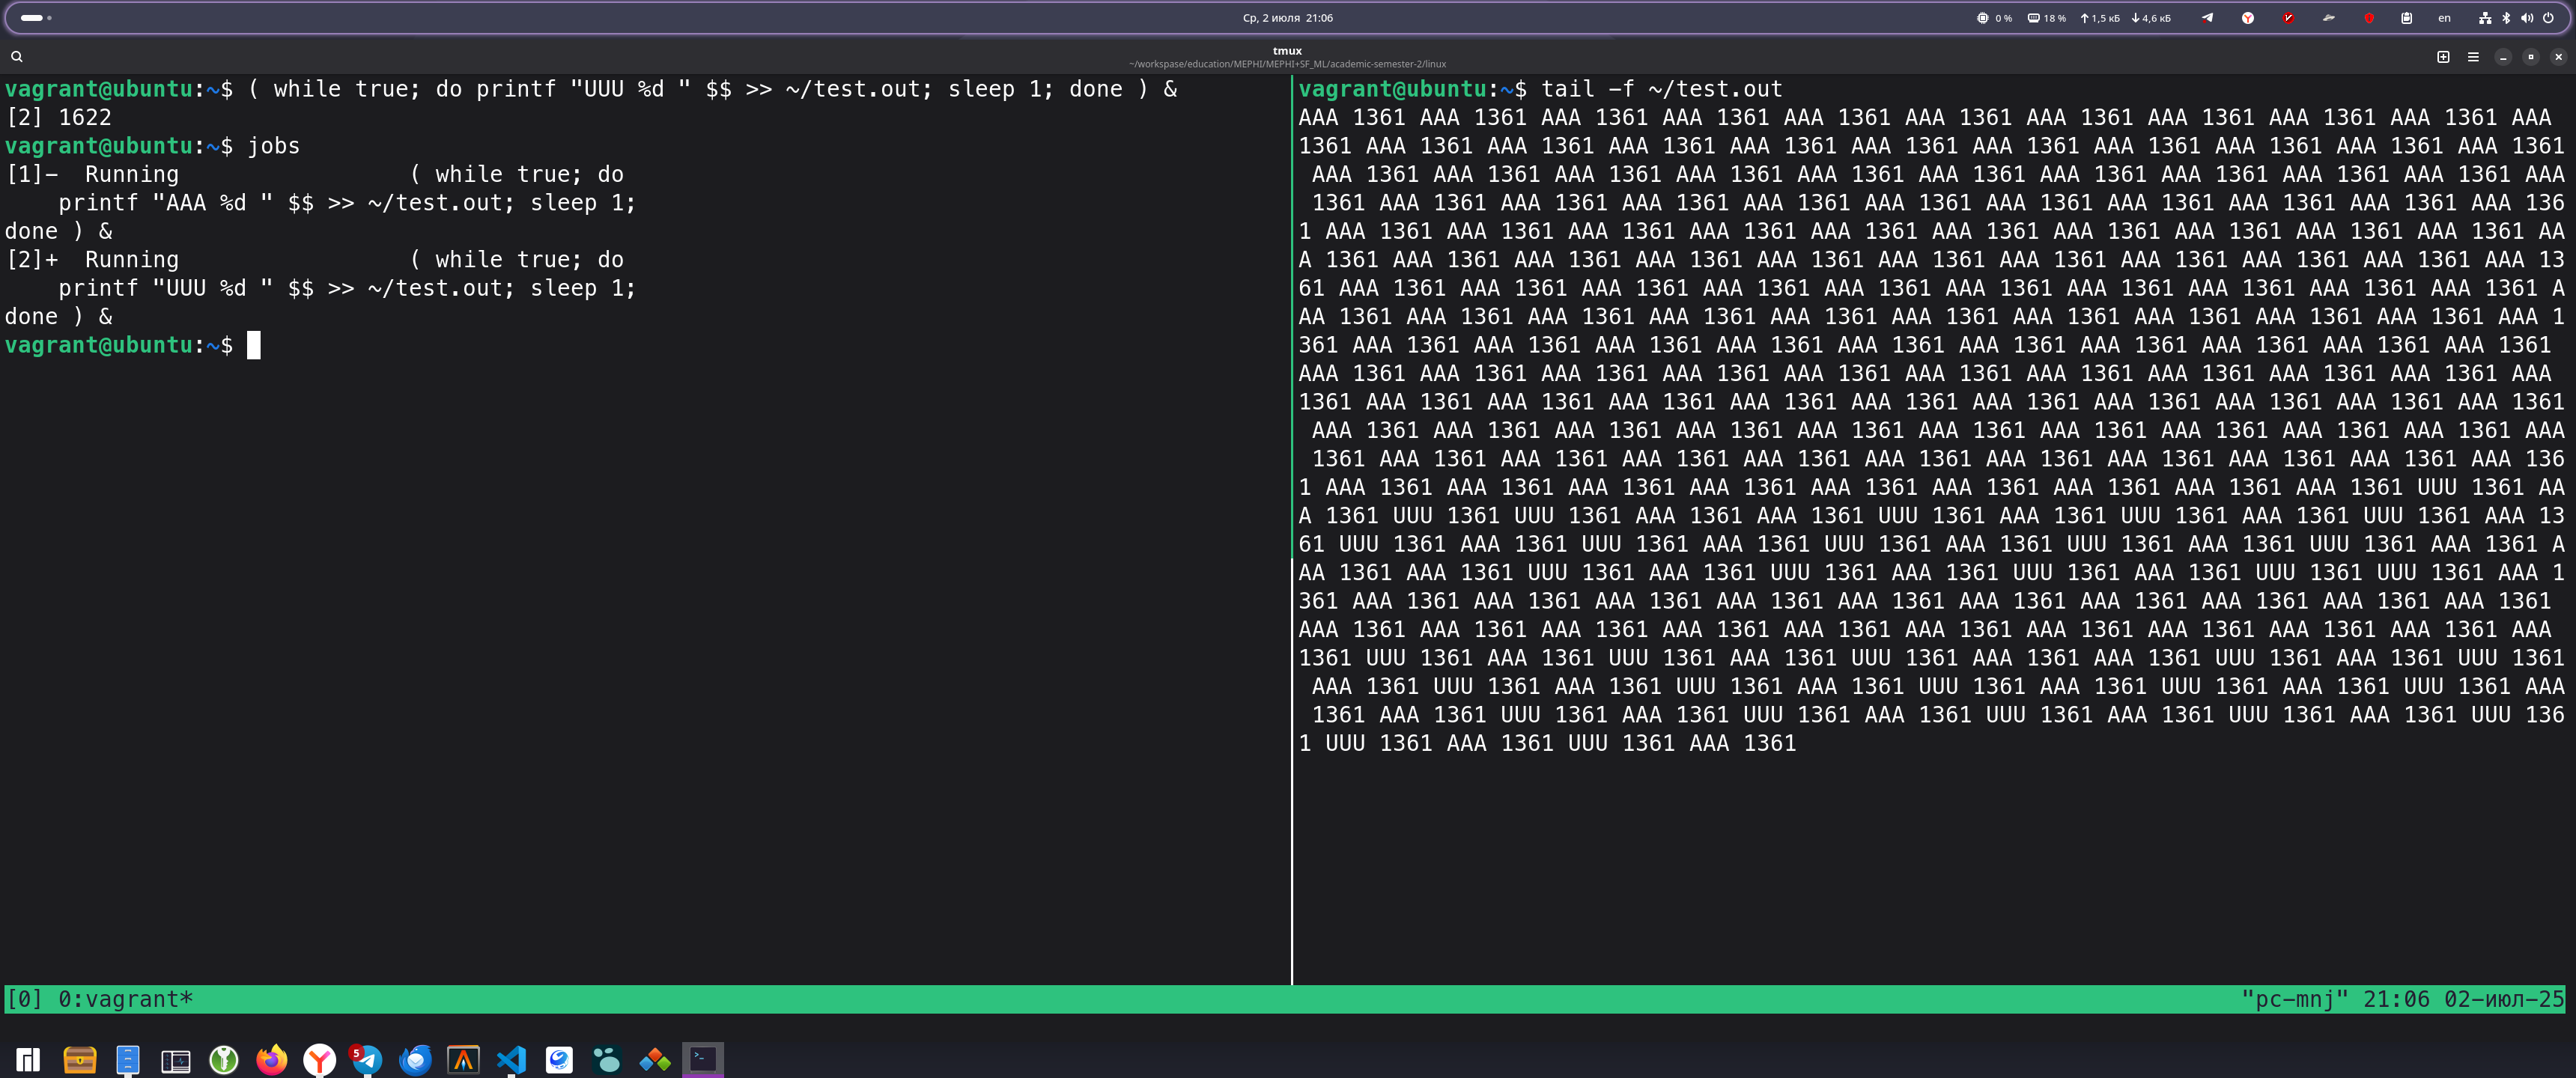 Ср, 2 июля 21:06
0 % 18 % 1,5 кБ 4,6 кБ en
tmux
~/workspase/education/MEPHI/MEPHI+SF_ML/academic-semester-2/linux
vagrant@ubuntu:~$ ( while true; do printf "UUU %d " $$ >> ~/test.out; sleep 1; done ) &
[2] 1622
vagrant@ubuntu:~$ jobs
[1]-  Running                 ( while true; do
    printf "AAA %d " $$ >> ~/test.out; sleep 1;
done ) &
[2]+  Running                 ( while true; do
    printf "UUU %d " $$ >> ~/test.out; sleep 1;
done ) &
vagrant@ubuntu:~$
vagrant@ubuntu:~$ tail -f ~/test.out
AAA 1361 AAA 1361 AAA 1361 AAA 1361 AAA 1361 AAA 1361 AAA 1361 AAA 1361 AAA 1361 AAA 1361 AAA
1361 AAA 1361 AAA 1361 AAA 1361 AAA 1361 AAA 1361 AAA 1361 AAA 1361 AAA 1361 AAA 1361 AAA 1361
 AAA 1361 AAA 1361 AAA 1361 AAA 1361 AAA 1361 AAA 1361 AAA 1361 AAA 1361 AAA 1361 AAA 1361 AAA
 1361 AAA 1361 AAA 1361 AAA 1361 AAA 1361 AAA 1361 AAA 1361 AAA 1361 AAA 1361 AAA 1361 AAA 136
1 AAA 1361 AAA 1361 AAA 1361 AAA 1361 AAA 1361 AAA 1361 AAA 1361 AAA 1361 AAA 1361 AAA 1361 AA
A 1361 AAA 1361 AAA 1361 AAA 1361 AAA 1361 AAA 1361 AAA 1361 AAA 1361 AAA 1361 AAA 1361 AAA 13
61 AAA 1361 AAA 1361 AAA 1361 AAA 1361 AAA 1361 AAA 1361 AAA 1361 AAA 1361 AAA 1361 AAA 1361 A
AA 1361 AAA 1361 AAA 1361 AAA 1361 AAA 1361 AAA 1361 AAA 1361 AAA 1361 AAA 1361 AAA 1361 AAA 1
361 AAA 1361 AAA 1361 AAA 1361 AAA 1361 AAA 1361 AAA 1361 AAA 1361 AAA 1361 AAA 1361 AAA 1361
AAA 1361 AAA 1361 AAA 1361 AAA 1361 AAA 1361 AAA 1361 AAA 1361 AAA 1361 AAA 1361 AAA 1361 AAA
1361 AAA 1361 AAA 1361 AAA 1361 AAA 1361 AAA 1361 AAA 1361 AAA 1361 AAA 1361 AAA 1361 AAA 1361
 AAA 1361 AAA 1361 AAA 1361 AAA 1361 AAA 1361 AAA 1361 AAA 1361 AAA 1361 AAA 1361 AAA 1361 AAA
 1361 AAA 1361 AAA 1361 AAA 1361 AAA 1361 AAA 1361 AAA 1361 AAA 1361 AAA 1361 AAA 1361 AAA 136
1 AAA 1361 AAA 1361 AAA 1361 AAA 1361 AAA 1361 AAA 1361 AAA 1361 AAA 1361 AAA 1361 UUU 1361 AA
A 1361 UUU 1361 UUU 1361 AAA 1361 AAA 1361 UUU 1361 AAA 1361 UUU 1361 AAA 1361 UUU 1361 AAA 13
61 UUU 1361 AAA 1361 UUU 1361 AAA 1361 UUU 1361 AAA 1361 UUU 1361 AAA 1361 UUU 1361 AAA 1361 A
AA 1361 AAA 1361 UUU 1361 AAA 1361 UUU 1361 AAA 1361 UUU 1361 AAA 1361 UUU 1361 UUU 1361 AAA 1
361 AAA 1361 AAA 1361 AAA 1361 AAA 1361 AAA 1361 AAA 1361 AAA 1361 AAA 1361 AAA 1361 AAA 1361
AAA 1361 AAA 1361 AAA 1361 AAA 1361 AAA 1361 AAA 1361 AAA 1361 AAA 1361 AAA 1361 AAA 1361 AAA
1361 UUU 1361 AAA 1361 UUU 1361 AAA 1361 UUU 1361 AAA 1361 AAA 1361 UUU 1361 AAA 1361 UUU 1361
 AAA 1361 UUU 1361 AAA 1361 UUU 1361 AAA 1361 UUU 1361 AAA 1361 UUU 1361 AAA 1361 UUU 1361 AAA
 1361 AAA 1361 UUU 1361 AAA 1361 UUU 1361 AAA 1361 UUU 1361 AAA 1361 UUU 1361 AAA 1361 UUU 136
1 UUU 1361 AAA 1361 UUU 1361 AAA 1361
[0] 0:vagrant*
"pc-mnj" 21:06 02-июл-25
5